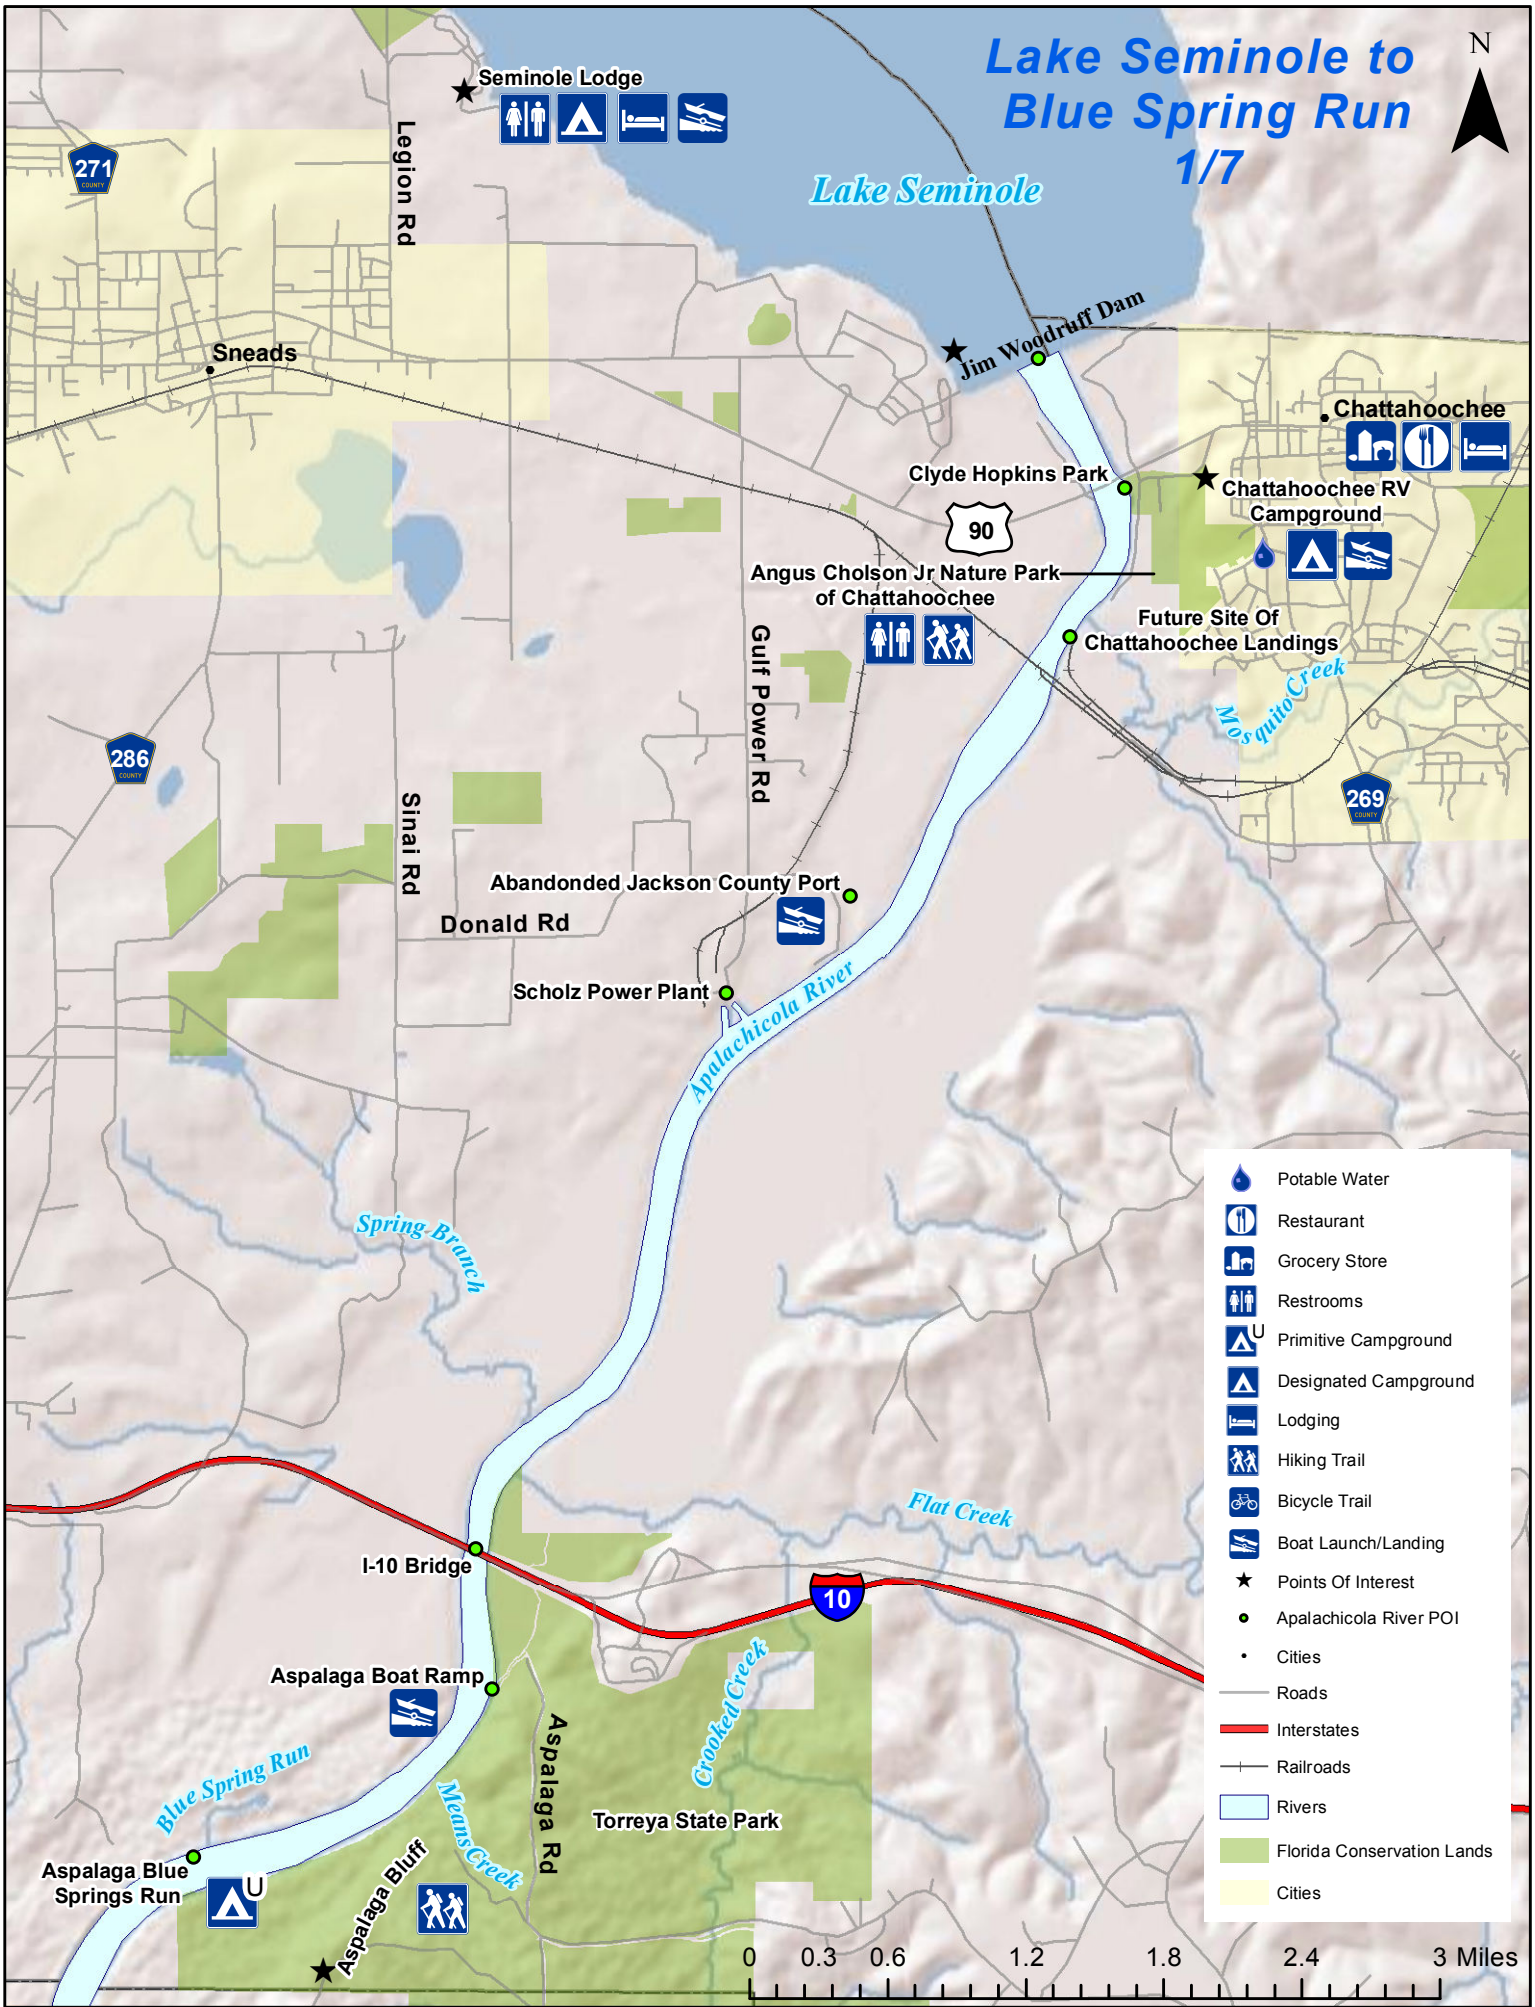 Lake Seminole to
Blue Spring Run
1/7
N
Seminole Lodge
271
COUNTY
Legion Rd
Lake Seminole
Jim Woodruff Dam
Sneads
Chattahoochee
Clyde Hopkins Park
Chattahoochee RV
Campground
90
Angus Cholson Jr Nature Park
of Chattahoochee
Future Site Of
Chattahoochee Landings
Mosquito Creek
Gulf Power Rd
286
COUNTY
269
COUNTY
Sinai Rd
Abandonded Jackson County Port
Donald Rd
Scholz Power Plant
Apalachicola River
Spring Branch
Flat Creek
I-10 Bridge
10
Aspalaga Boat Ramp
Crooked Creek
Aspalaga Rd
Blue Spring Run
Means Creek
Torreya State Park
Aspalaga Blue
Springs Run
U
Aspalaga Bluff
Potable Water
Restaurant
Grocery Store
Restrooms
U
Primitive Campground
Designated Campground
Lodging
Hiking Trail
Bicycle Trail
Boat Launch/Landing
Points Of Interest
Apalachicola River POI
Cities
Roads
Interstates
Railroads
Rivers
Florida Conservation Lands
Cities
0 0.3 0.6 1.2 1.8 2.4 3 Miles